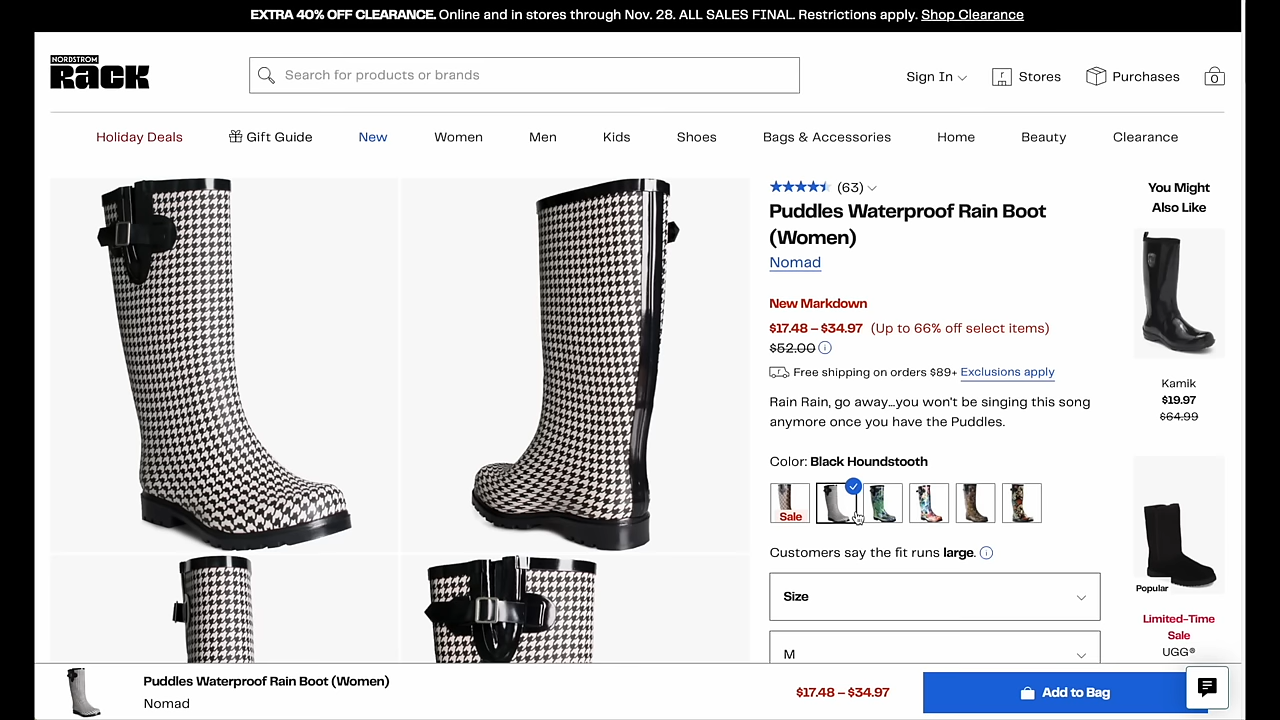 EXTRA 40% OFF CLEARANCE. Online and in stores through Nov. 28. ALL SALES FINAL. Restrictions apply. Shop Clearance
NORDSTROM
RACK
Search for products or brands
Sign In
Stores
Purchases
0
Holiday Deals
Gift Guide
New
Women
Men
Kids
Shoes
Bags & Accessories
Home
Beauty
Clearance
(63)
Puddles Waterproof Rain Boot
(Women)
Nomad
New Markdown
$17.48 – $34.97 (Up to 66% off select items)
$52.00
Free shipping on orders $89+ Exclusions apply
Rain Rain, go away...you won't be singing this song
anymore once you have the Puddles.
Color: Black Houndstooth
Sale
Customers say the fit runs large.
Size
M
You Might
Also Like
Kamik
$19.97
$64.99
Popular
Limited-Time
Sale
UGG®
Puddles Waterproof Rain Boot (Women)
Nomad
$17.48 – $34.97
Add to Bag